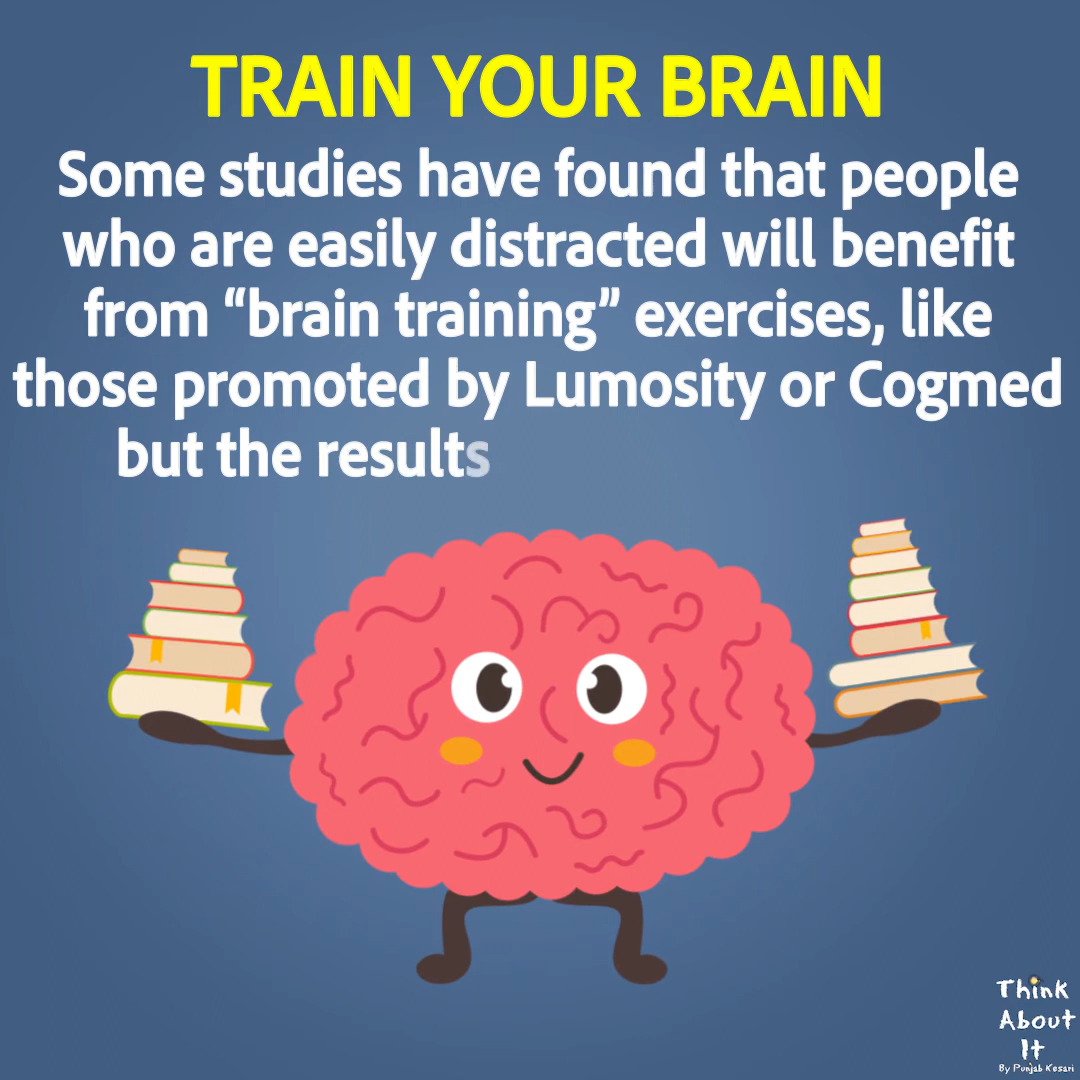 TRAIN YOUR BRAIN
Some studies have found that people
who are easily distracted will benefit
from “brain training” exercises, like
those promoted by Lumosity or Cogmed
but the results
Think
About
It
By Punjab Kesari